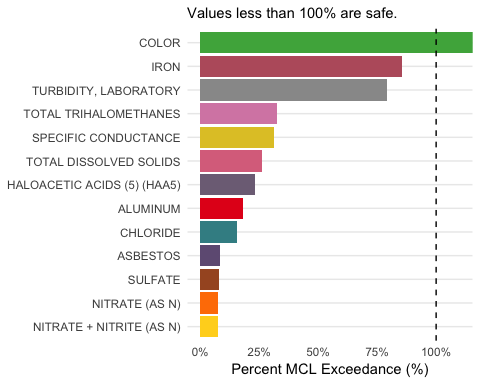 Values less than 100% are safe.
COLOR
IRON
TURBIDITY, LABORATORY
TOTAL TRIHALOMETHANES
SPECIFIC CONDUCTANCE
TOTAL DISSOLVED SOLIDS
HALOACETIC ACIDS (5) (HAA5)
ALUMINUM
CHLORIDE
ASBESTOS
SULFATE
NITRATE (AS N)
NITRATE + NITRITE (AS N)
0% 25% 50% 75% 100%
Percent MCL Exceedance (%)